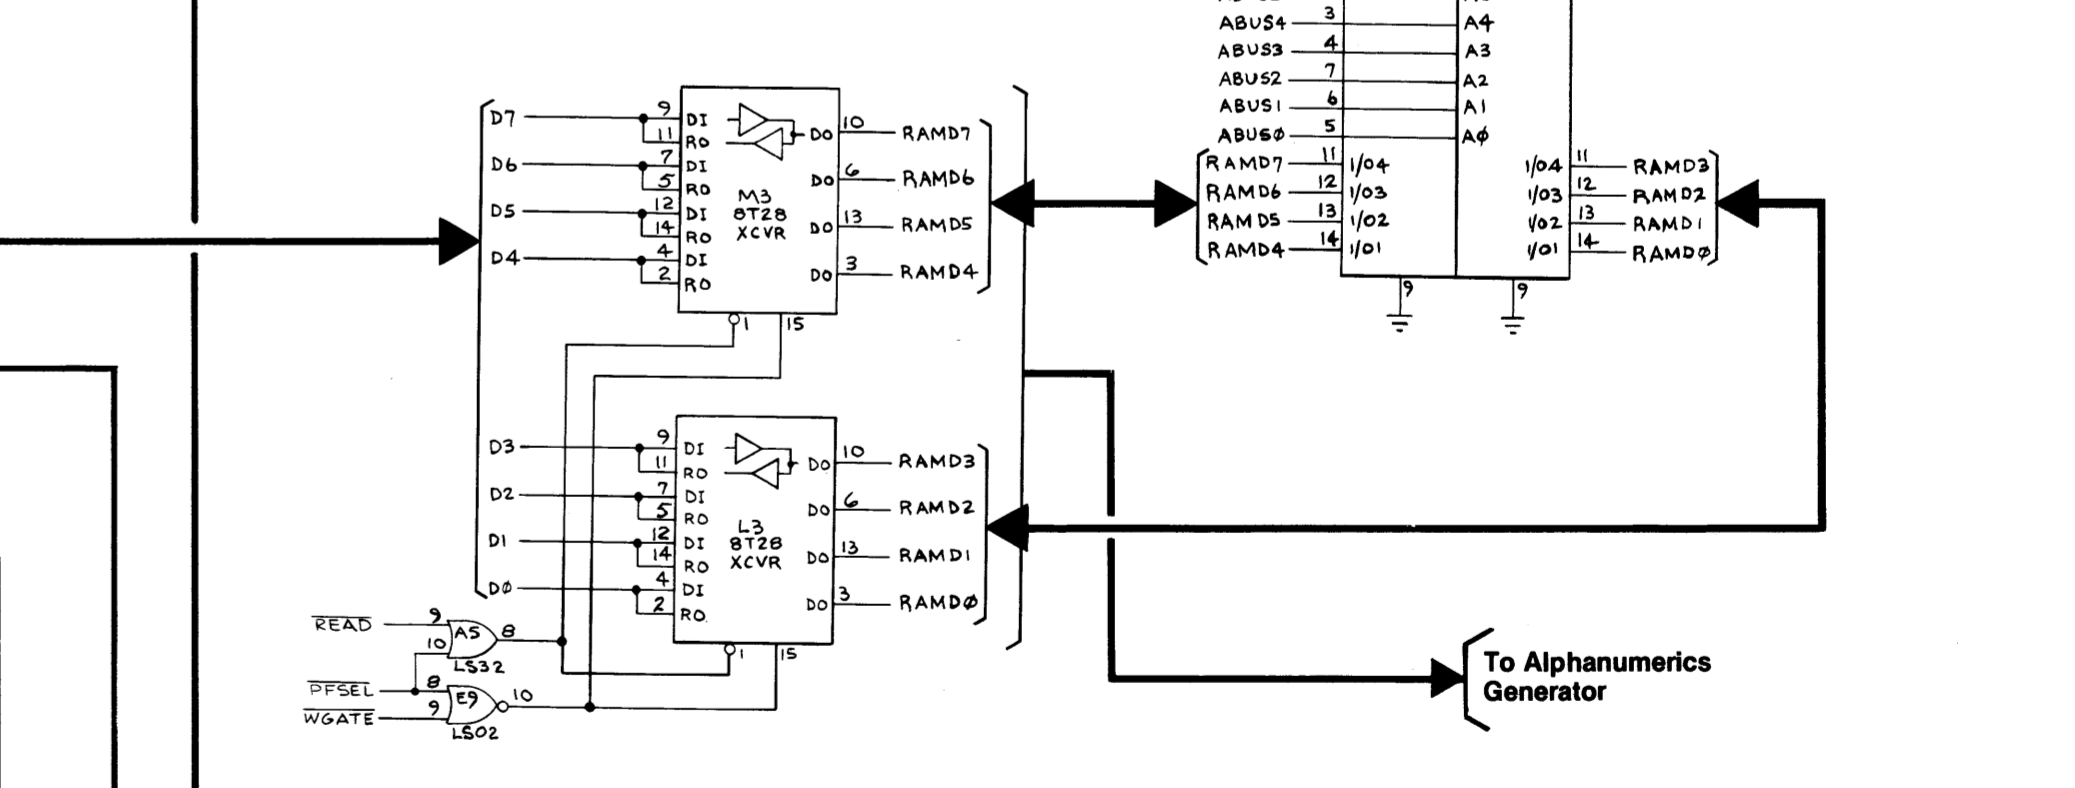 ABUS4 3 A4
ABUS3 4 A3
ABUS2 7 A2
ABUS1 6 A1
ABUSØ 5 AØ
RAMD7 11 I/O4
RAMD6 12 I/O3
RAMD5 13 I/O2
RAMD4 14 I/O1
I/O4 11 RAMD3
I/O3 12 RAMD2
I/O2 13 RAMD1
I/O1 14 RAMDØ
9 9
D7 9 DI
11 RO
D6 7 DI
5 RO
D5 12 DI
14 RO
D4 4 DI
2 RO
M3
8T28
XCVR
DO 10 RAMD7
DO 6 RAMD6
DO 13 RAMD5
DO 3 RAMD4
1 15
D3 9 DI
11 RO
D2 7 DI
5 RO
D1 12 DI
14 RO
DØ 4 DI
2 RO
L3
8T28
XCVR
DO 10 RAMD3
DO 6 RAMD2
DO 13 RAMD1
DO 3 RAMDØ
1 15
READ 9 A5 8
10
LS32
PFSEL 8 E9 10
WGATE 9
LS02
To Alphanumerics
Generator